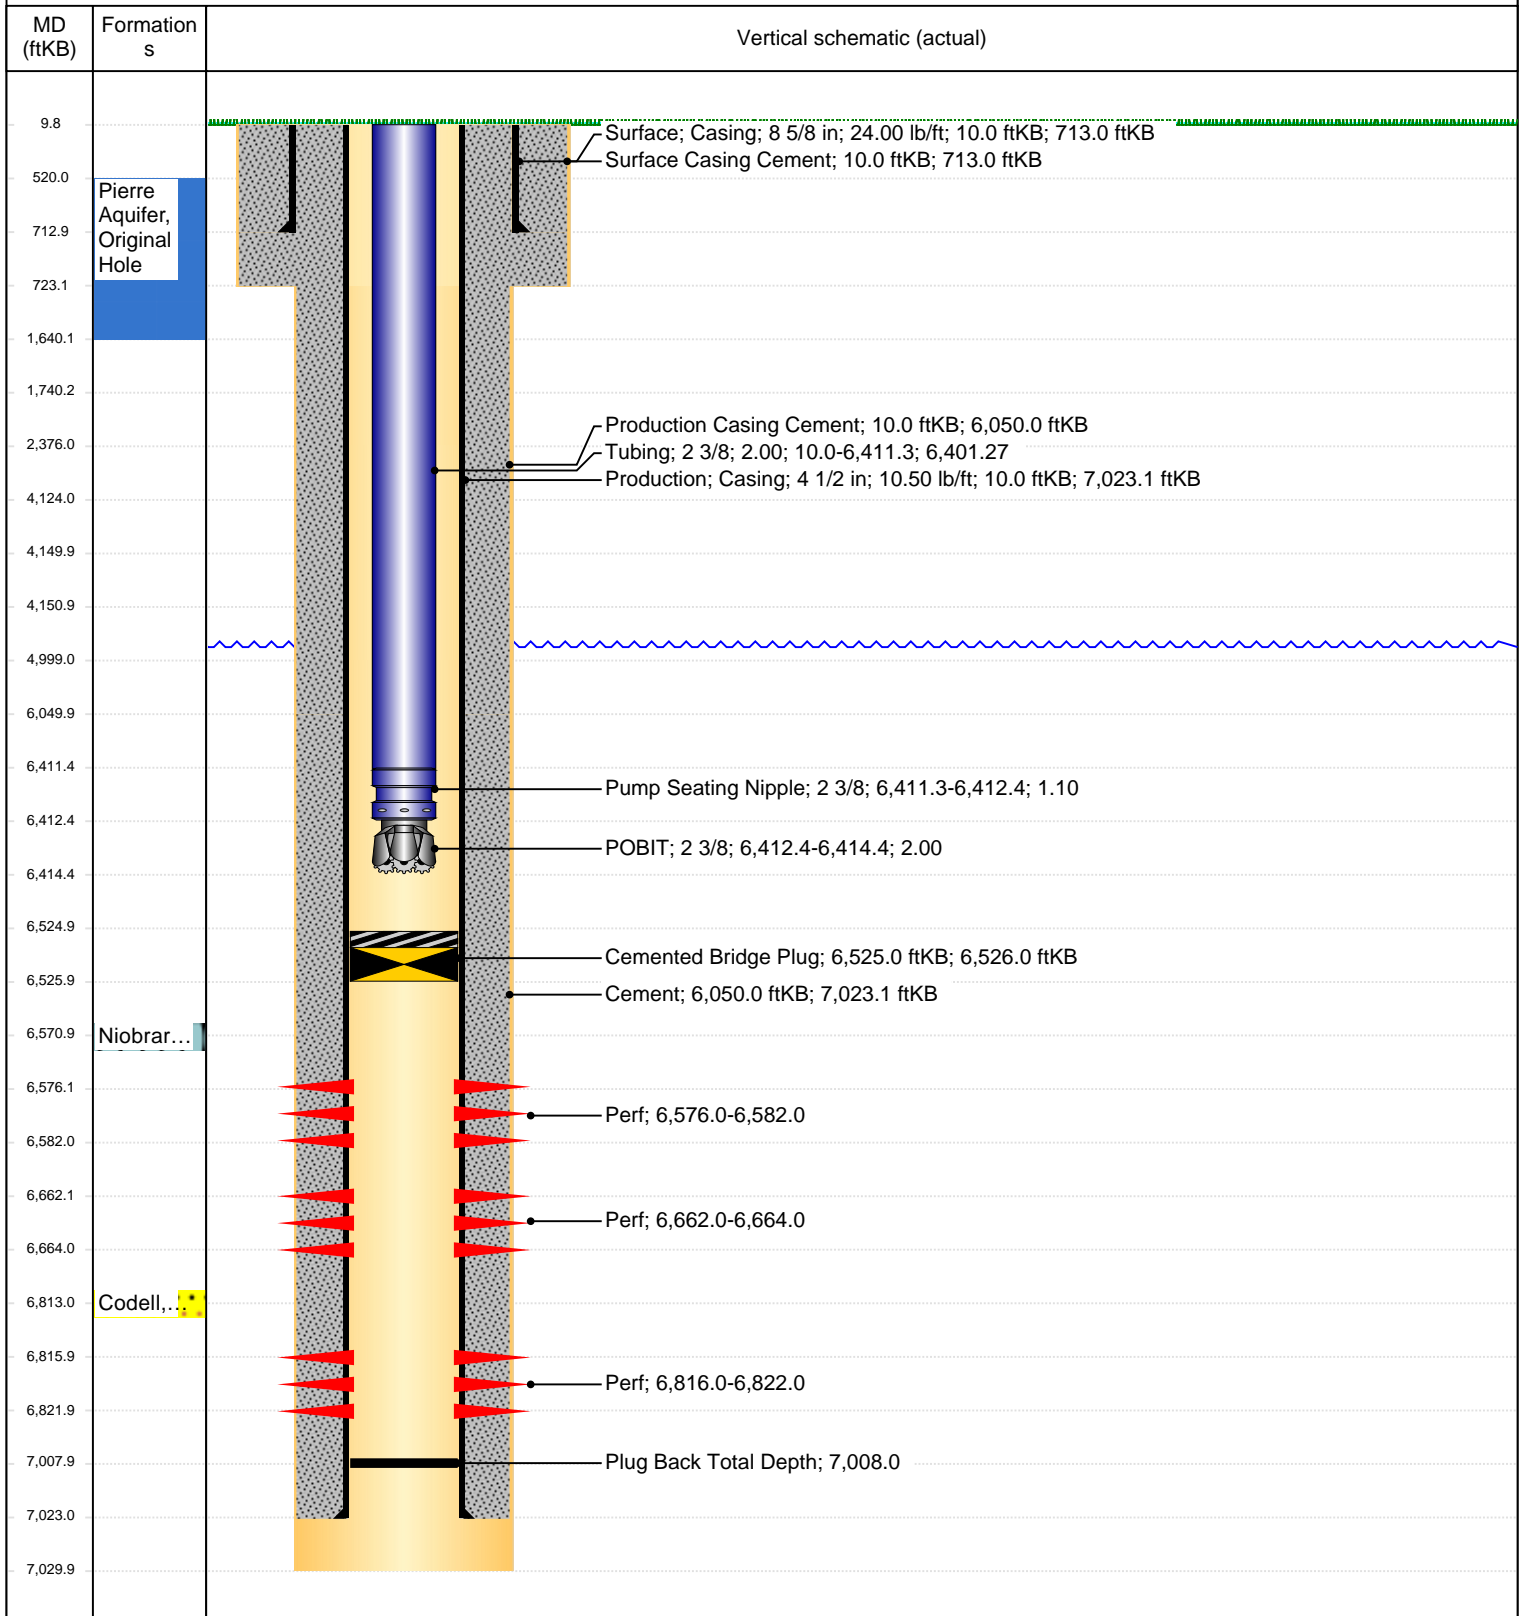 MD
(ftKB)
Formation
s
Vertical schematic (actual)
9.8
Surface; Casing; 8 5/8 in; 24.00 lb/ft; 10.0 ftKB; 713.0 ftKB
Surface Casing Cement; 10.0 ftKB; 713.0 ftKB
520.0
Pierre
Aquifer,
Original
Hole
712.9
723.1
1,640.1
1,740.2
Production Casing Cement; 10.0 ftKB; 6,050.0 ftKB
2,376.0
Tubing; 2 3/8; 2.00; 10.0-6,411.3; 6,401.27
Production; Casing; 4 1/2 in; 10.50 lb/ft; 10.0 ftKB; 7,023.1 ftKB
4,124.0
4,149.9
4,150.9
4,999.0
6,049.9
6,411.4
Pump Seating Nipple; 2 3/8; 6,411.3-6,412.4; 1.10
6,412.4
POBIT; 2 3/8; 6,412.4-6,414.4; 2.00
6,414.4
6,524.9
Cemented Bridge Plug; 6,525.0 ftKB; 6,526.0 ftKB
6,525.9
Cement; 6,050.0 ftKB; 7,023.1 ftKB
6,570.9
Niobrar...
6,576.1
Perf; 6,576.0-6,582.0
6,582.0
6,662.1
Perf; 6,662.0-6,664.0
6,664.0
6,813.0
Codell,...
6,815.9
Perf; 6,816.0-6,822.0
6,821.9
7,007.9
Plug Back Total Depth; 7,008.0
7,023.0
7,029.9